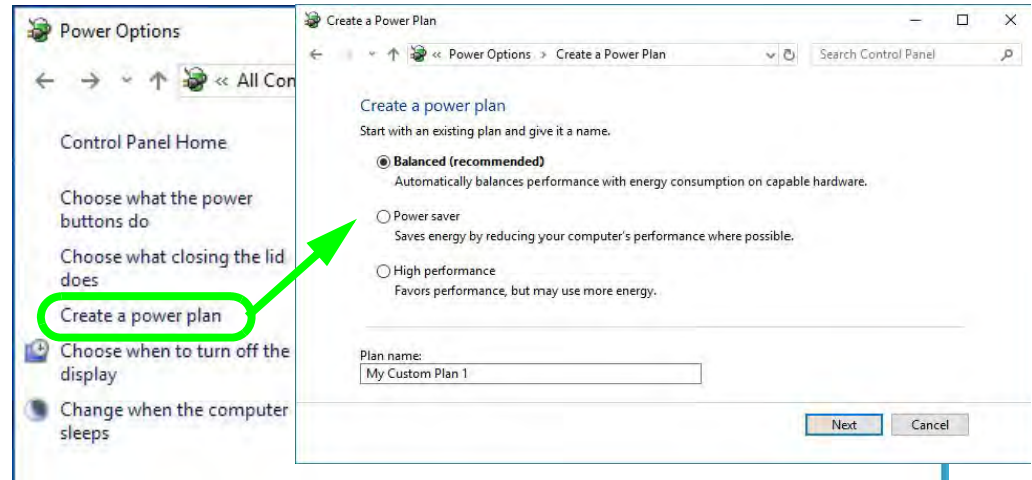 Power Options
« All Con
Control Panel Home
Choose what the power
buttons do
Choose what closing the lid
does
Create a power plan
Choose when to turn off the
display
Change when the computer
sleeps
Create a Power Plan
« Power Options > Create a Power Plan
Search Control Panel
Create a power plan
Start with an existing plan and give it a name.
Balanced (recommended)
Automatically balances performance with energy consumption on capable hardware.
Power saver
Saves energy by reducing your computer's performance where possible.
High performance
Favors performance, but may use more energy.
Plan name:
My Custom Plan 1
Next Cancel